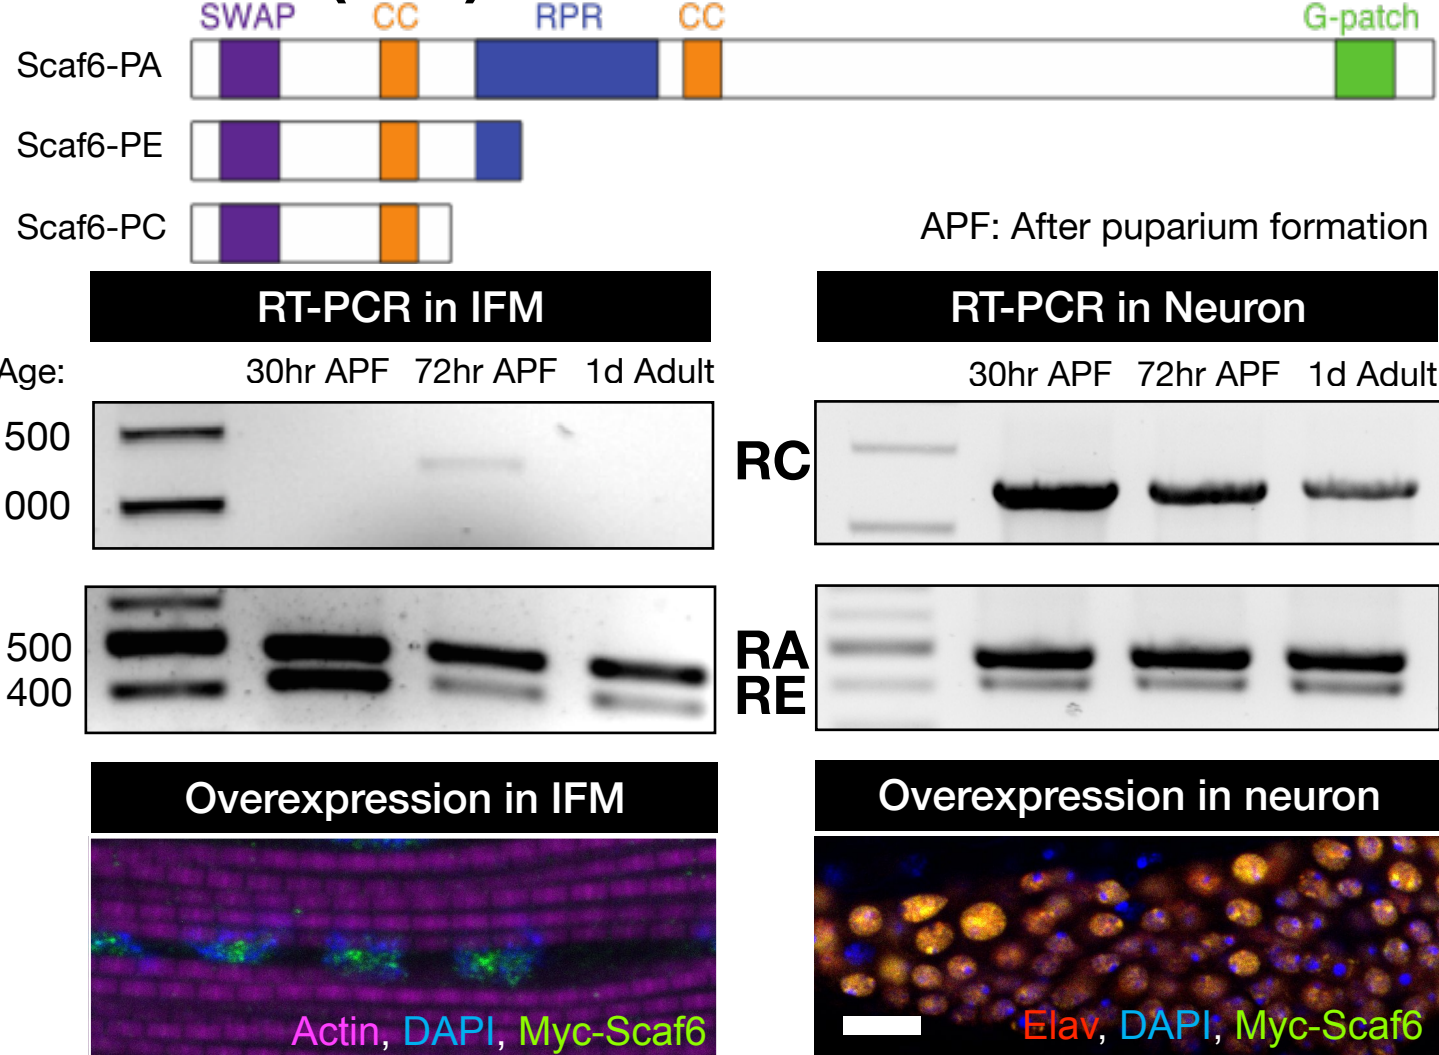 SWAP CC RPR CC G-patch
Scaf6-PA
Scaf6-PE
Scaf6-PC
APF: After puparium formation
RT-PCR in IFM
RT-PCR in Neuron
Age: 30hr APF 72hr APF 1d Adult
30hr APF 72hr APF 1d Adult
500
000
RC
500
400
RA
RE
Overexpression in IFM
Overexpression in neuron
Actin, DAPI, Myc-Scaf6
Elav, DAPI, Myc-Scaf6